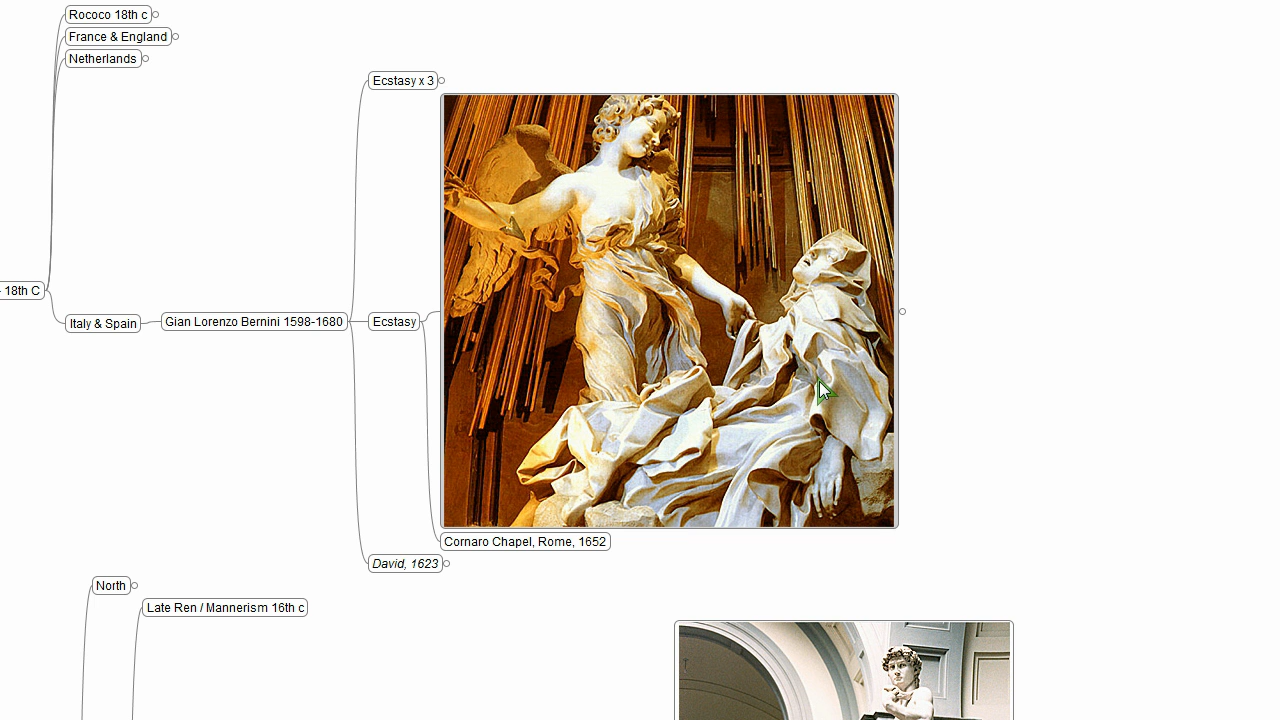 Rococo 18th c
France & England
Netherlands
Ecstasy x 3
- 18th C
Italy & Spain
Gian Lorenzo Bernini 1598-1680
Ecstasy
Cornaro Chapel, Rome, 1652
David, 1623
North
Late Ren / Mannerism 16th c